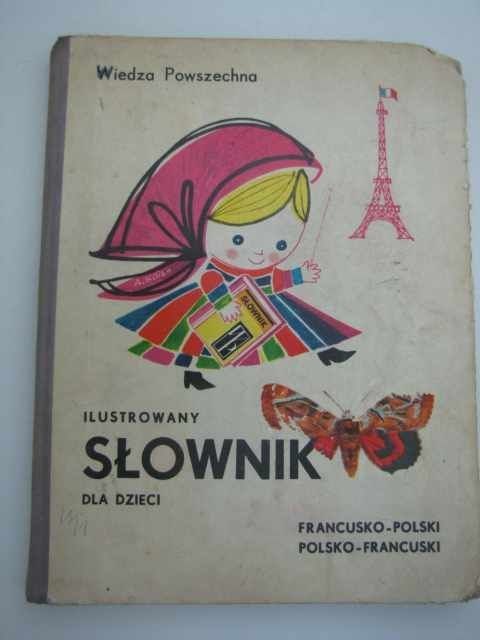 Wiedza Powszechna
SŁOWNIK
ILUSTROWANY
SŁOWNIK
DLA DZIECI
FRANCUSKO-POLSKI
POLSKO-FRANCUSKI